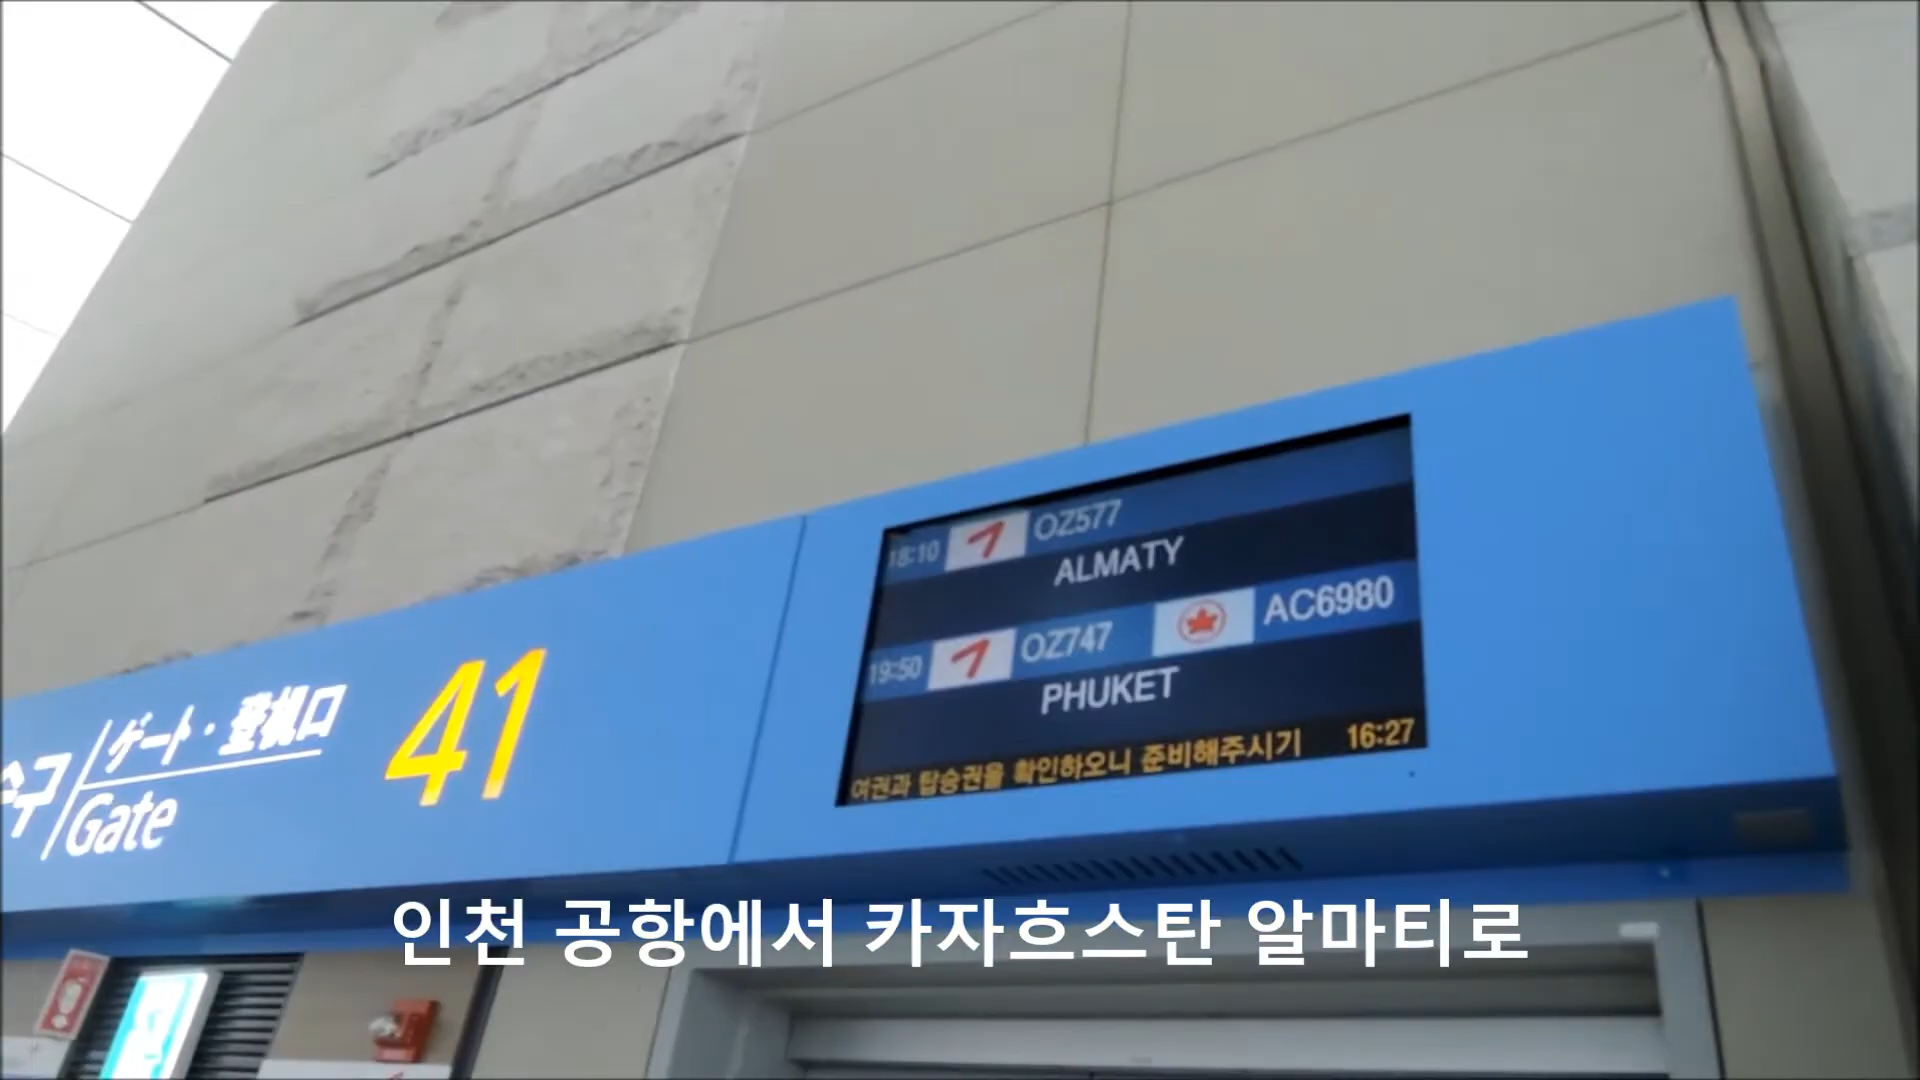 구
ゲート・登机口
Gate
41
18:10 OZ577
ALMATY
19:50 OZ747 AC6980
PHUKET
여권과 탑승권을 확인하오니 준비해주시기 16:27
인천 공항에서 카자흐스탄 알마티로